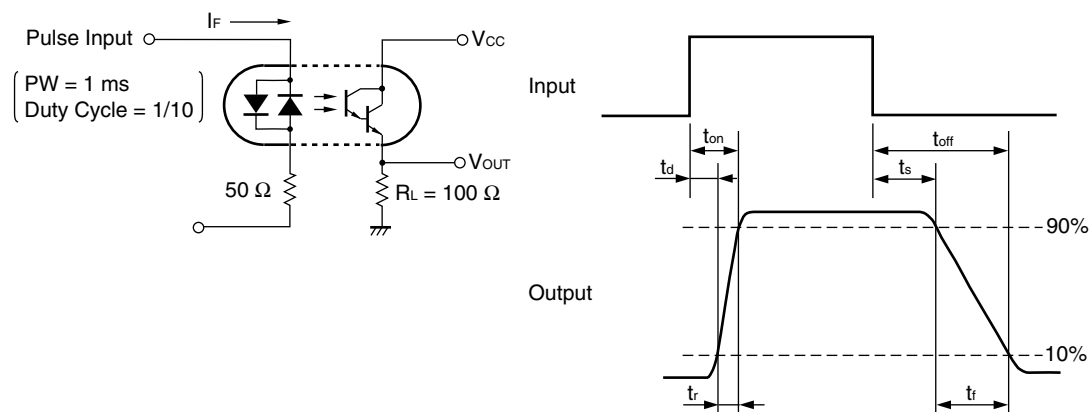 IF
Pulse Input
VCC
PW = 1 ms
Duty Cycle = 1/10
VOUT
50 Ω
RL = 100 Ω
Input
ton
toff
td
ts
90%
Output
10%
tr
tf